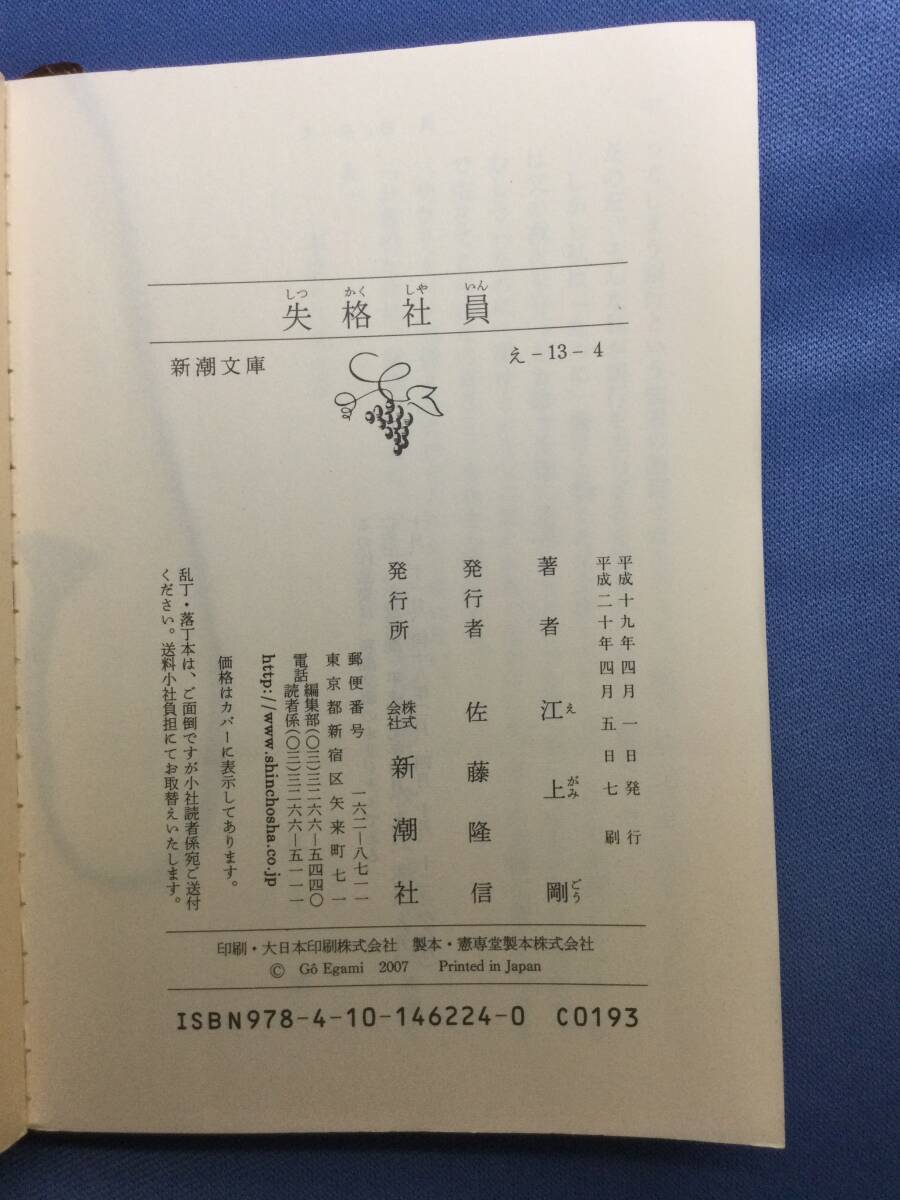 失格社員
しつ かく しや いん
新潮文庫
え-13-4
平成十九年四月一日発行
平成二十年四月五日七刷
著者 江上剛
え がみ ごう
発行者 佐藤隆信
発行所 株式会社新潮社
郵便番号 一六二―八七一一
東京都新宿区矢来町七一
電話 編集部(〇三)三二六六―五四四〇
読者係(〇三)三二六六―五一一一
http://www.shinchosha.co.jp
価格はカバーに表示してあります。
乱丁・落丁本は、ご面倒ですが小社読者係宛ご送付
ください。送料小社負担にてお取替えいたします。
印刷・大日本印刷株式会社 製本・憲専堂製本株式会社
© Gô Egami 2007 Printed in Japan
ISBN978-4-10-146224-0 C0193